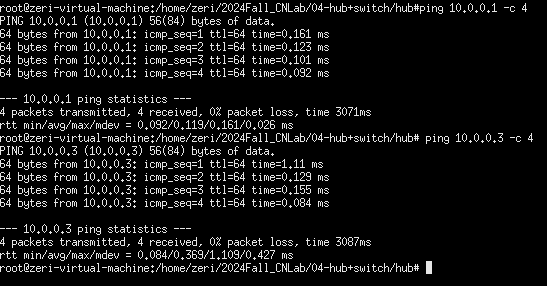 root@zeri-virtual-machine:/home/zeri/2024Fall_CNLab/04-hub+switch/hub#ping 10.0.0.1 -c 4
PING 10.0.0.1 (10.0.0.1) 56(84) bytes of data.
64 bytes from 10.0.0.1: icmp_seq=1 ttl=64 time=0.161 ms
64 bytes from 10.0.0.1: icmp_seq=2 ttl=64 time=0.123 ms
64 bytes from 10.0.0.1: icmp_seq=3 ttl=64 time=0.101 ms
64 bytes from 10.0.0.1: icmp_seq=4 ttl=64 time=0.092 ms
--- 10.0.0.1 ping statistics ---
4 packets transmitted, 4 received, 0% packet loss, time 3071ms
rtt min/avg/max/mdev = 0.092/0.119/0.161/0.026 ms
root@zeri-virtual-machine:/home/zeri/2024Fall_CNLab/04-hub+switch/hub# ping 10.0.0.3 -c 4
PING 10.0.0.3 (10.0.0.3) 56(84) bytes of data.
64 bytes from 10.0.0.3: icmp_seq=1 ttl=64 time=1.11 ms
64 bytes from 10.0.0.3: icmp_seq=2 ttl=64 time=0.129 ms
64 bytes from 10.0.0.3: icmp_seq=3 ttl=64 time=0.155 ms
64 bytes from 10.0.0.3: icmp_seq=4 ttl=64 time=0.084 ms
--- 10.0.0.3 ping statistics ---
4 packets transmitted, 4 received, 0% packet loss, time 3087ms
rtt min/avg/max/mdev = 0.084/0.369/1.109/0.427 ms
root@zeri-virtual-machine:/home/zeri/2024Fall_CNLab/04-hub+switch/hub#